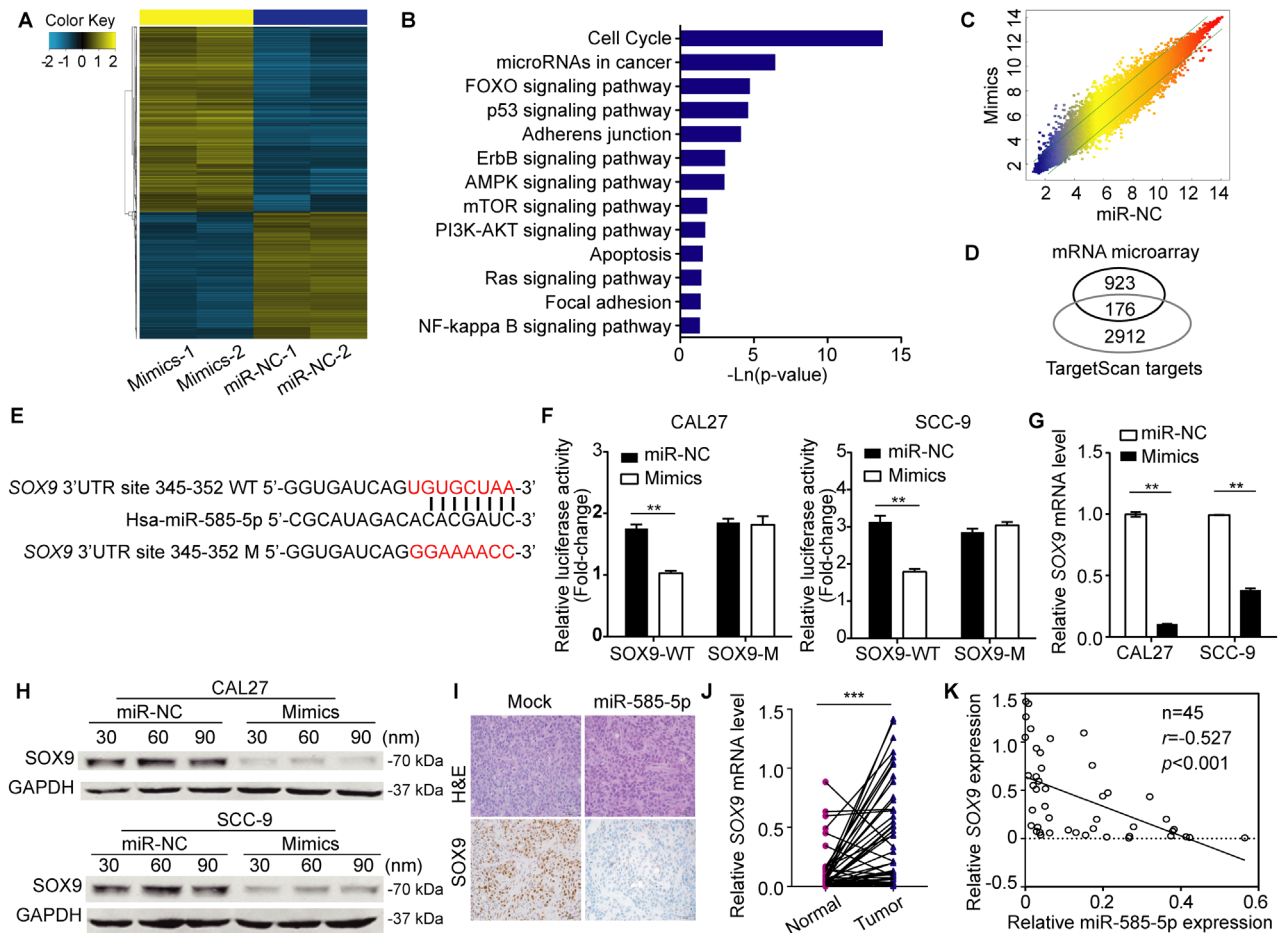 A
Color Key
-2 -1 0 1 2
Mimics-1
Mimics-2
miR-NC-1
miR-NC-2
B
Cell Cycle
microRNAs in cancer
FOXO signaling pathway
p53 signaling pathway
Adherens junction
ErbB signaling pathway
AMPK signaling pathway
mTOR signaling pathway
PI3K-AKT signaling pathway
Apoptosis
Ras signaling pathway
Focal adhesion
NF-kappa B signaling pathway
0 5 10 15
-Ln(p-value)
C
Mimics
14
12
10
8
6
4
2
2 4 6 8 10 12 14
miR-NC
D
mRNA microarray
923
176
2912
TargetScan targets
E
SOX9 3'UTR site 345-352 WT 5'-GGUGAUCAGUGUGCUAA-3'
Hsa-miR-585-5p 5'-CGCAUAGACACACGAUC-3'
SOX9 3'UTR site 345-352 M 5'-GGUGAUCAGGGAAAACC-3'
F
CAL27
Relative luciferase activity
(Fold-change)
3
2
1
0
miR-NC
Mimics
**
SOX9-WT SOX9-M
SCC-9
Relative luciferase activity
(Fold-change)
5
4
3
2
1
0
miR-NC
Mimics
**
SOX9-WT SOX9-M
G
Relative SOX9 mRNA level
1.5
1.0
0.5
0.0
miR-NC
Mimics
** **
CAL27 SCC-9
H
CAL27
miR-NC Mimics
30 60 90 30 60 90 (nm)
SOX9 -70 kDa
GAPDH -37 kDa
SCC-9
miR-NC Mimics
30 60 90 30 60 90 (nm)
SOX9 -70 kDa
GAPDH -37 kDa
I
Mock miR-585-5p
H&E
SOX9
J
Relative SOX9 mRNA level
***
1.5
1.0
0.5
0.0
Normal
Tumor
K
Relative SOX9 expression
1.5
1.0
0.5
0.0
-0.5
n=45
r=-0.527
p<0.001
0.0 0.2 0.4 0.6
Relative miR-585-5p expression